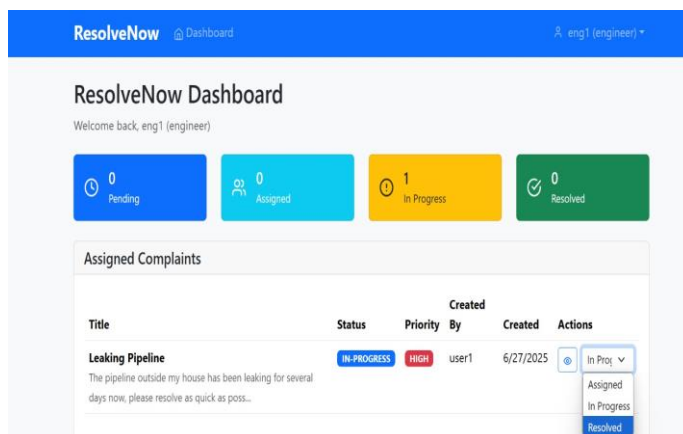 ResolveNow Dashboard eng1 (engineer)
ResolveNow Dashboard
Welcome back, eng1 (engineer)
0
Pending
0
Assigned
1
In Progress
0
Resolved
Assigned Complaints
Title Status Priority Created By Created Actions
Leaking Pipeline IN-PROGRESS HIGH user1 6/27/2025 In Prog
The pipeline outside my house has been leaking for several
days now, please resolve as quick as poss...
Assigned
In Progress
Resolved